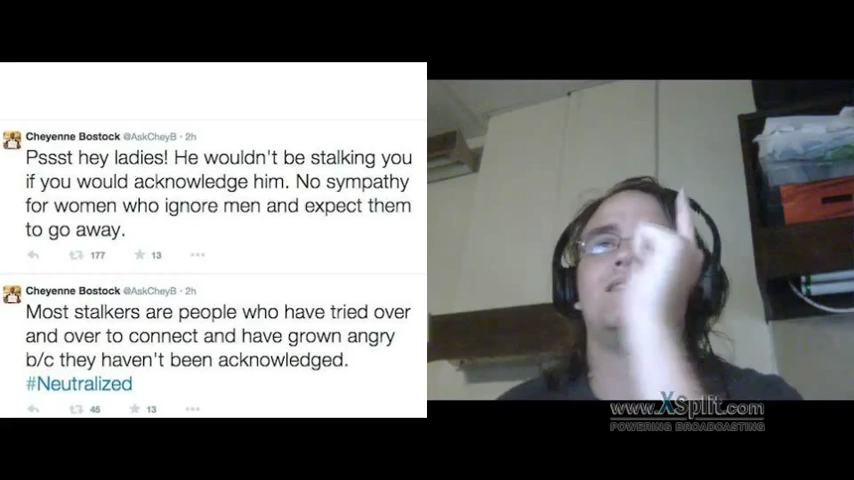 Cheyenne Bostock @AskCheyB · 2h
Pssst hey ladies! He wouldn't be stalking you
if you would acknowledge him. No sympathy
for women who ignore men and expect them
to go away.
177 13
Cheyenne Bostock @AskCheyB · 2h
Most stalkers are people who have tried over
and over to connect and have grown angry
b/c they haven't been acknowledged.
#Neutralized
45 13
www.XSplit.com
POWERING BROADCASTING